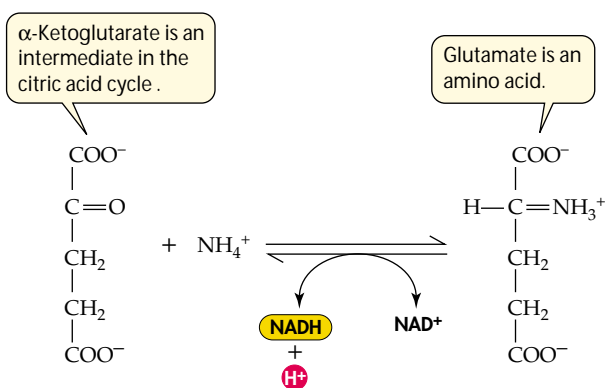 α-Ketoglutarate is an
intermediate in the
citric acid cycle .
Glutamate is an
amino acid.
COO⁻
C=O
CH₂
CH₂
COO⁻
+ NH₄⁺
NADH
+
H+
NAD+
COO⁻
H—C=NH₃⁺
CH₂
CH₂
COO⁻